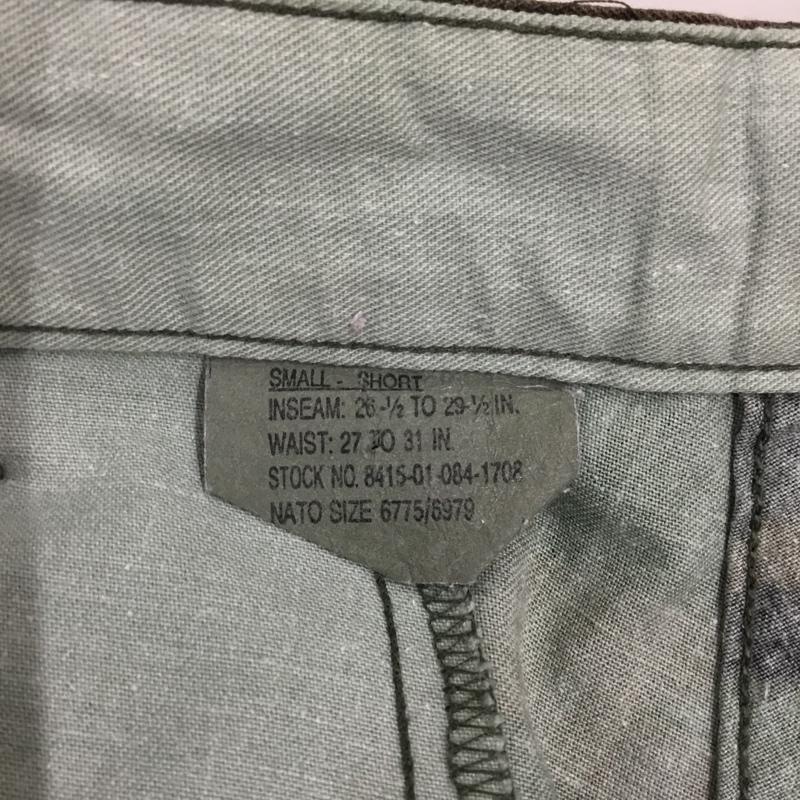 SMALL - SHORT
INSEAM: 26-½ TO 29-½ IN.
WAIST: 27 TO 31 IN.
STOCK NO. 8415-01-084-1708
NATO SIZE 6775/6979